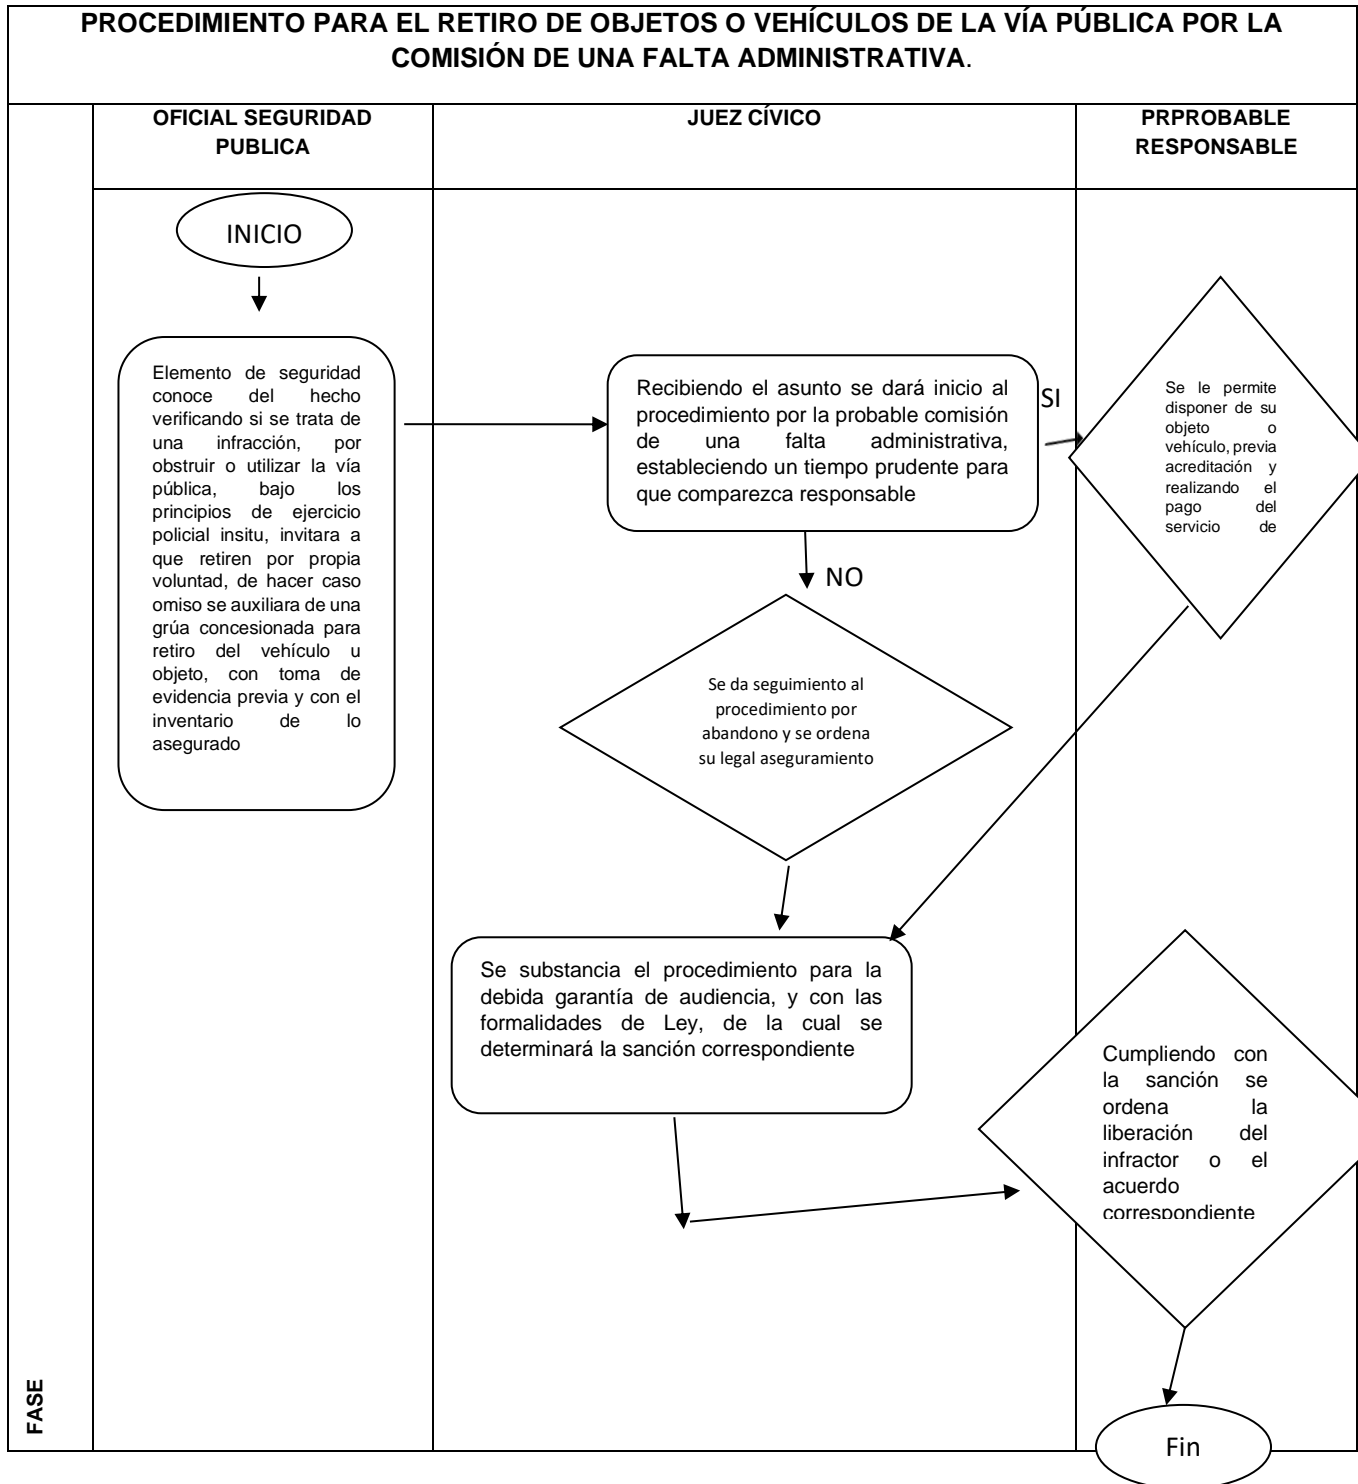 PROCEDIMIENTO PARA EL RETIRO DE OBJETOS O VEHÍCULOS DE LA VÍA PÚBLICA POR LA
COMISIÓN DE UNA FALTA ADMINISTRATIVA.
OFICIAL SEGURIDAD
PUBLICA
JUEZ CÍVICO
PRPROBABLE
RESPONSABLE
INICIO
Elemento de seguridad
conoce del hecho
verificando si se trata de
una infracción, por
obstruir o utilizar la vía
pública, bajo los
principios de ejercicio
policial insitu, invitara a
que retiren por propia
voluntad, de hacer caso
omiso se auxiliara de una
grúa concesionada para
retiro del vehículo u
objeto, con toma de
evidencia previa y con el
inventario de lo
asegurado
Recibiendo el asunto se dará inicio al
procedimiento por la probable comisión
de una falta administrativa,
estableciendo un tiempo prudente para
que comparezca responsable
SI
Se le permite
disponer de su
objeto o
vehículo, previa
acreditación y
realizando el
pago del
servicio de
NO
Se da seguimiento al
procedimiento por
abandono y se ordena
su legal aseguramiento
Se substancia el procedimiento para la
debida garantía de audiencia, y con las
formalidades de Ley, de la cual se
determinará la sanción correspondiente
Cumpliendo con
la sanción se
ordena la
liberación del
infractor o el
acuerdo
correspondiente
FASE
Fin